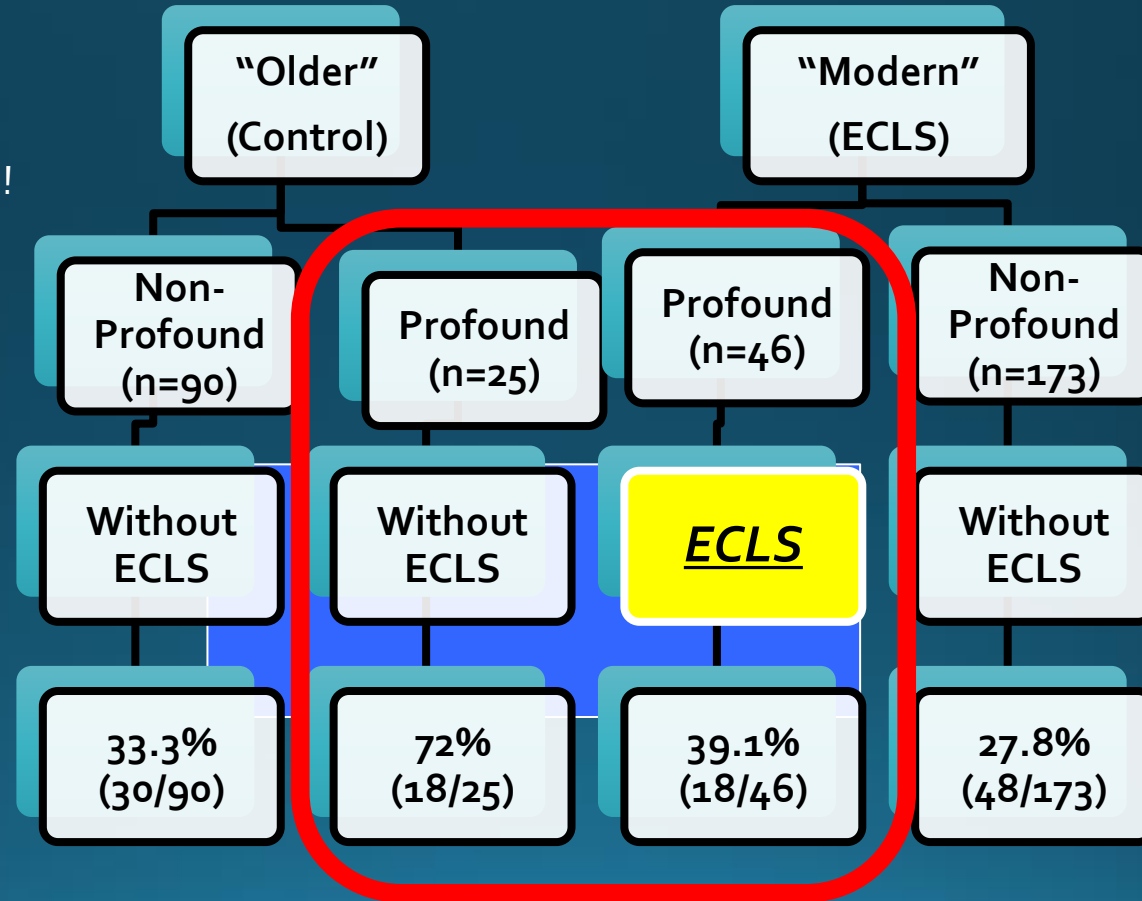 “Older”
(Control)
“Modern”
(ECLS)
!
Non-
Profound
(n=90)
Profound
(n=25)
Profound
(n=46)
Non-
Profound
(n=173)
Without
ECLS
Without
ECLS
ECLS
Without
ECLS
33.3%
(30/90)
72%
(18/25)
39.1%
(18/46)
27.8%
(48/173)